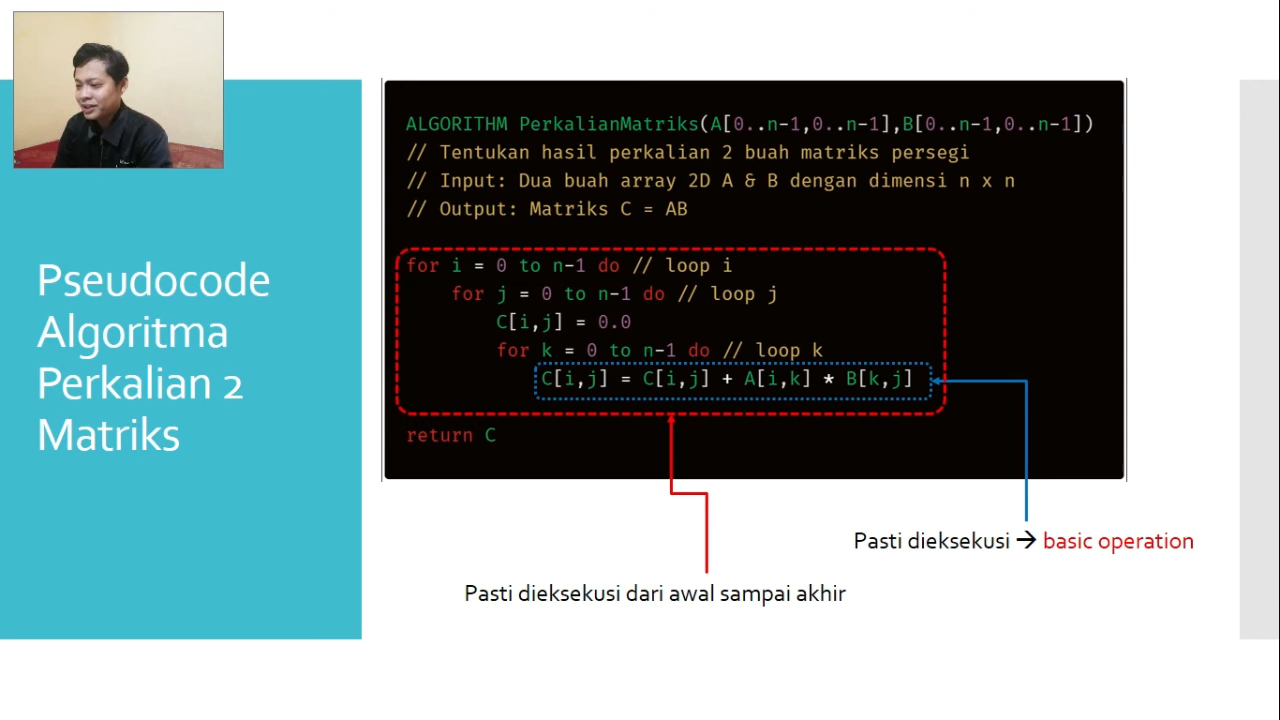 Pseudocode
Algoritma
Perkalian 2
Matriks
ALGORITHM PerkalianMatriks(A[0..n-1,0..n-1],B[0..n-1,0..n-1])
// Tentukan hasil perkalian 2 buah matriks persegi
// Input: Dua buah array 2D A & B dengan dimensi n x n
// Output: Matriks C = AB
for i = 0 to n-1 do // loop i
for j = 0 to n-1 do // loop j
C[i,j] = 0.0
for k = 0 to n-1 do // loop k
C[i,j] = C[i,j] + A[i,k] * B[k,j]
return C
Pasti dieksekusi → basic operation
Pasti dieksekusi dari awal sampai akhir